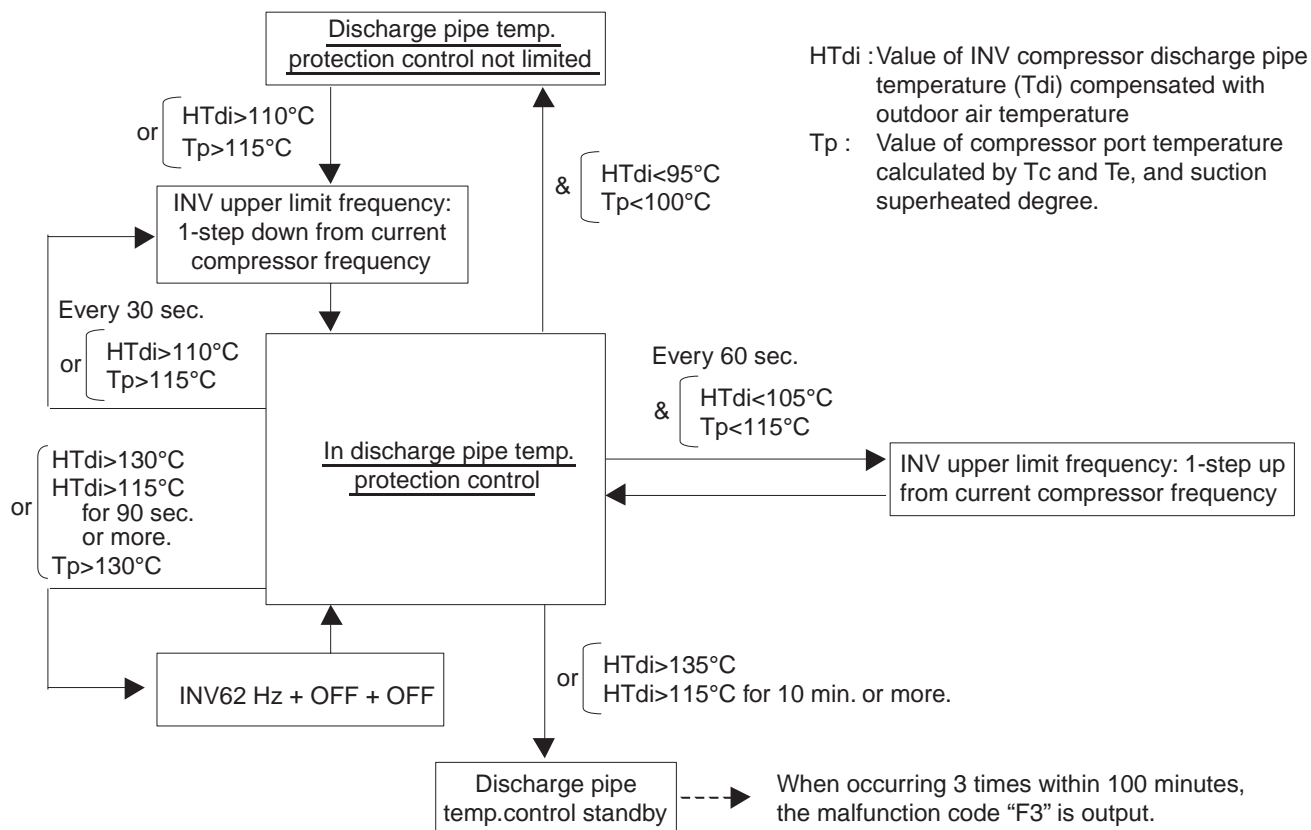 Discharge pipe temp.
protection control not limited
HTdi : Value of INV compressor discharge pipe
temperature (Tdi) compensated with
outdoor air temperature
Tp : Value of compressor port temperature
calculated by Tc and Te, and suction
superheated degree.
or
HTdi>110°C
Tp>115°C
&
HTdi<95°C
Tp<100°C
INV upper limit frequency:
1-step down from current
compressor frequency
Every 30 sec.
or
HTdi>110°C
Tp>115°C
Every 60 sec.
&
HTdi<105°C
Tp<115°C
In discharge pipe temp.
protection control
INV upper limit frequency: 1-step up
from current compressor frequency
or
HTdi>130°C
HTdi>115°C
for 90 sec.
or more.
Tp>130°C
INV62 Hz + OFF + OFF
or
HTdi>135°C
HTdi>115°C for 10 min. or more.
Discharge pipe
temp.control standby
When occurring 3 times within 100 minutes,
the malfunction code “F3” is output.